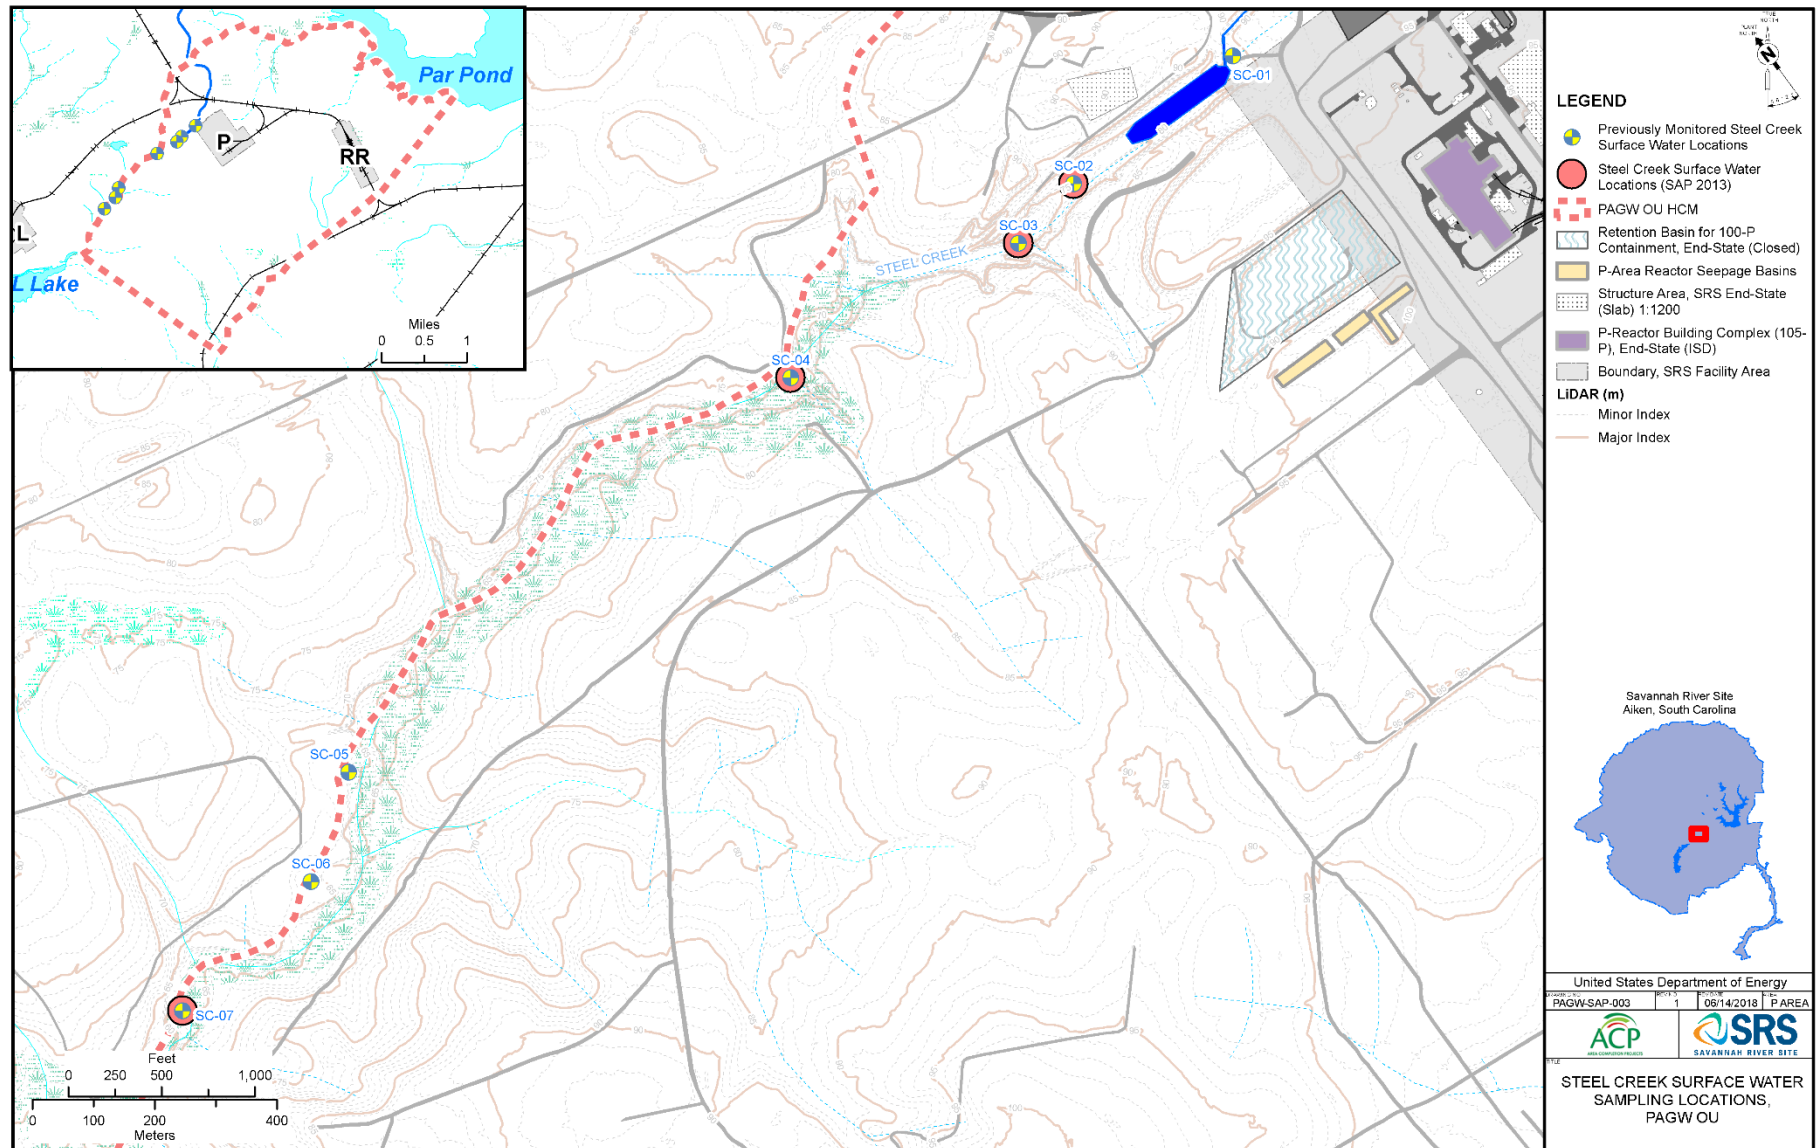 Par Pond
P
RR
L
L Lake
Miles
0 0.5 1
SC-01
SC-02
SC-03
STEEL CREEK
SC-04
SC-05
SC-06
SC-07
Feet
0 250 500 1,000
0 100 200 400
Meters
N
LEGEND
Previously Monitored Steel Creek
Surface Water Locations
Steel Creek Surface Water
Locations (SAP 2013)
PAGW OU HCM
Retention Basin for 100-P
Containment, End-State (Closed)
P-Area Reactor Seepage Basins
Structure Area, SRS End-State
(Slab) 1:1200
P-Reactor Building Complex (105-
P), End-State (ISD)
Boundary, SRS Facility Area
LiDAR (m)
Minor Index
Major Index
Savannah River Site
Aiken, South Carolina
United States Department of Energy
PAGW-SAP-003 1 06/14/2018 P AREA
ACP
AREA COMPLETION PROJECTS
SRS
SAVANNAH RIVER SITE
TITLE
STEEL CREEK SURFACE WATER
SAMPLING LOCATIONS,
PAGW OU